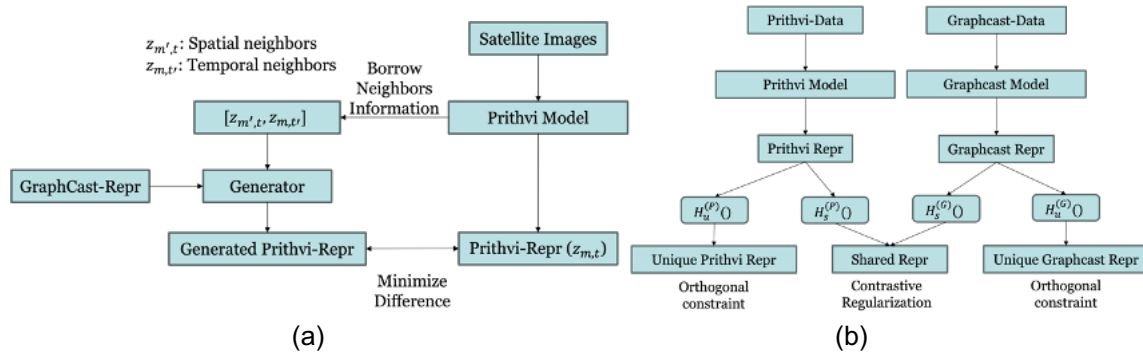 z_{m',t}: Spatial neighbors
z_{m,t'}: Temporal neighbors
Satellite Images
Borrow
Neighbors
Information
[z_{m',t}, z_{m,t'}]
Prithvi Model
GraphCast-Repr
Generator
Generated Prithvi-Repr
Prithvi-Repr (z_{m,t})
Minimize
Difference
(a)
Prithvi-Data
Graphcast-Data
Prithvi Model
Graphcast Model
Prithvi Repr
Graphcast Repr
H_u^{(P)}()
H_s^{(P)}()
H_s^{(G)}()
H_u^{(G)}()
Unique Prithvi Repr
Shared Repr
Unique Graphcast Repr
Orthogonal
constraint
Contrastive
Regularization
Orthogonal
constraint
(b)